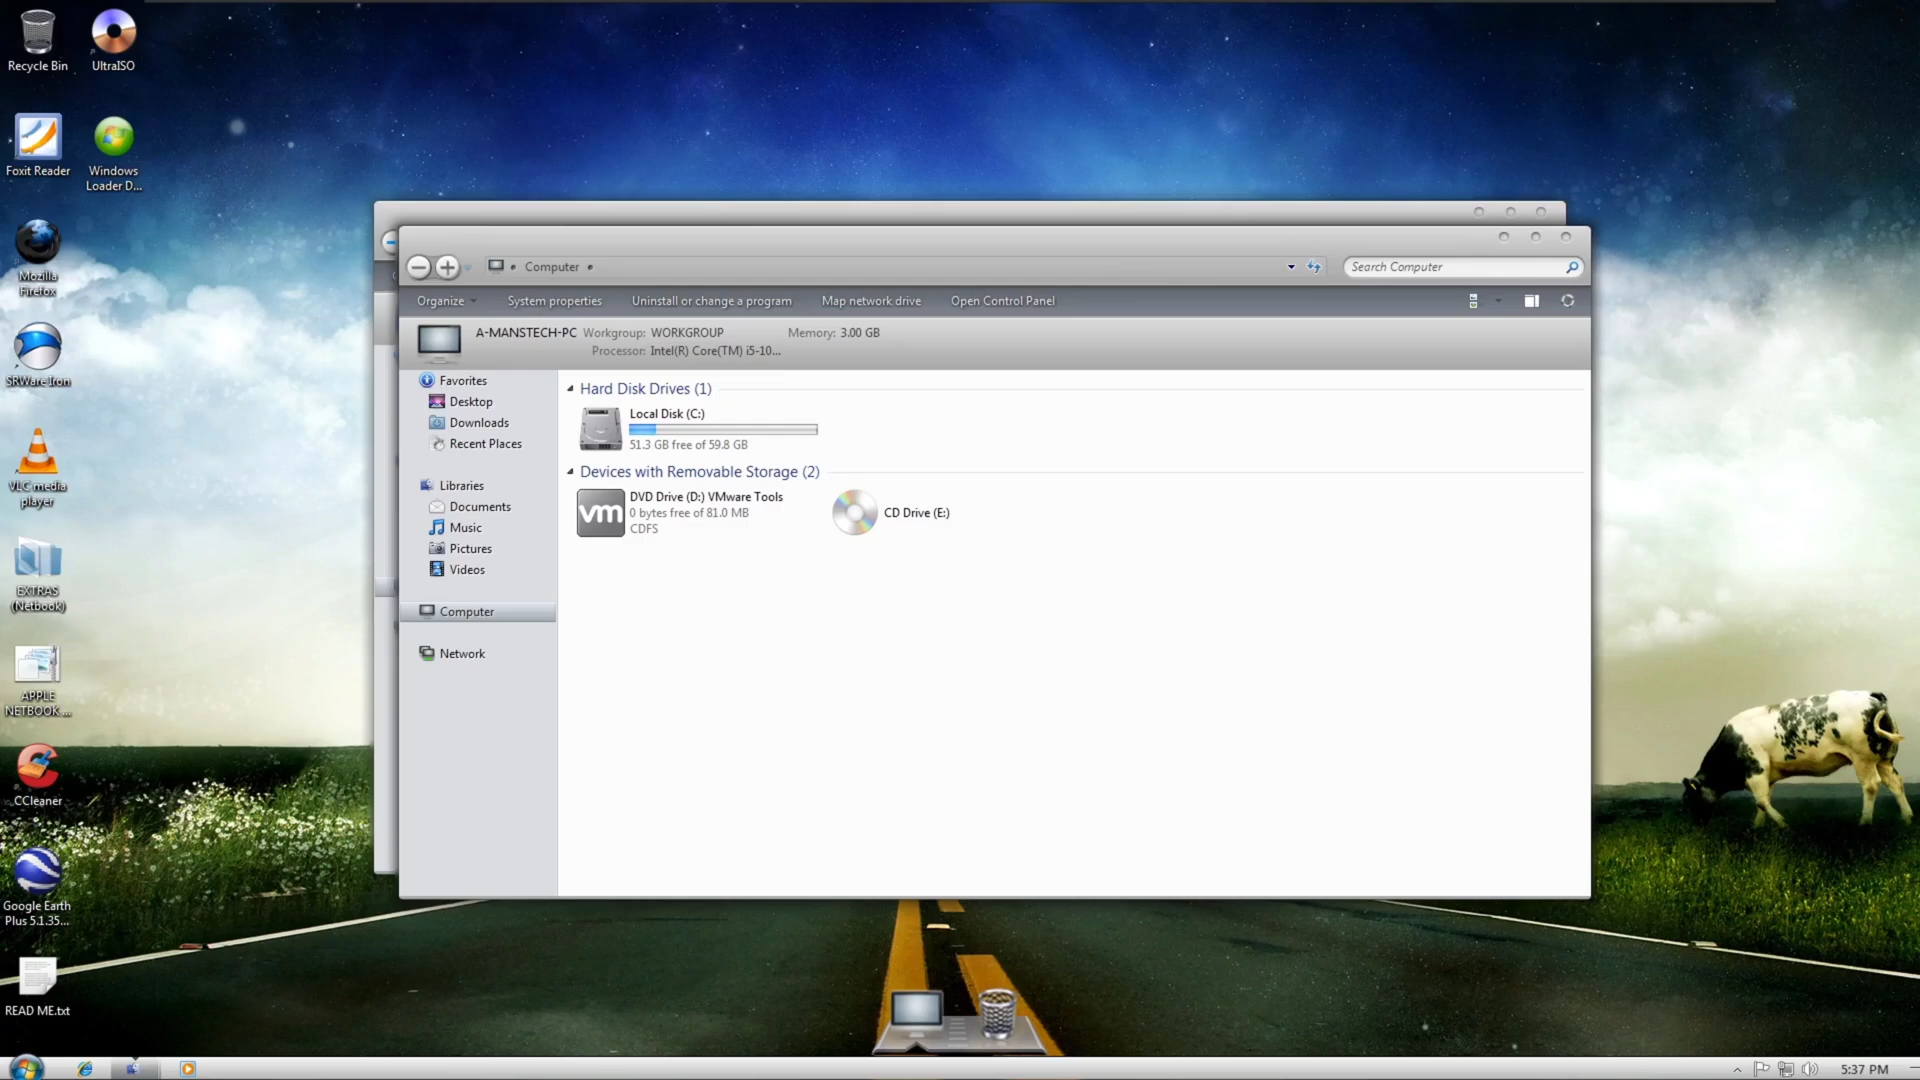 Recycle Bin
UltraISO
Foxit Reader
Windows
Loader D...
Mozilla
Firefox
SRWare Iron
VLC media
player
EXTRAS
(Netbook)
APPLE
NETBOOK ...
CCleaner
Google Earth
Plus 5.1.35...
READ ME.txt
Computer
Search Computer
Organize
System properties
Uninstall or change a program
Map network drive
Open Control Panel
A-MANSTECH-PC Workgroup: WORKGROUP Memory: 3.00 GB
Processor: Intel(R) Core(TM) i5-10...
Favorites
Desktop
Downloads
Recent Places
Libraries
Documents
Music
Pictures
Videos
Computer
Network
Hard Disk Drives (1)
Local Disk (C:)
51.3 GB free of 59.8 GB
Devices with Removable Storage (2)
DVD Drive (D:) VMware Tools
vm
0 bytes free of 81.0 MB
CDFS
CD Drive (E:)
5:37 PM